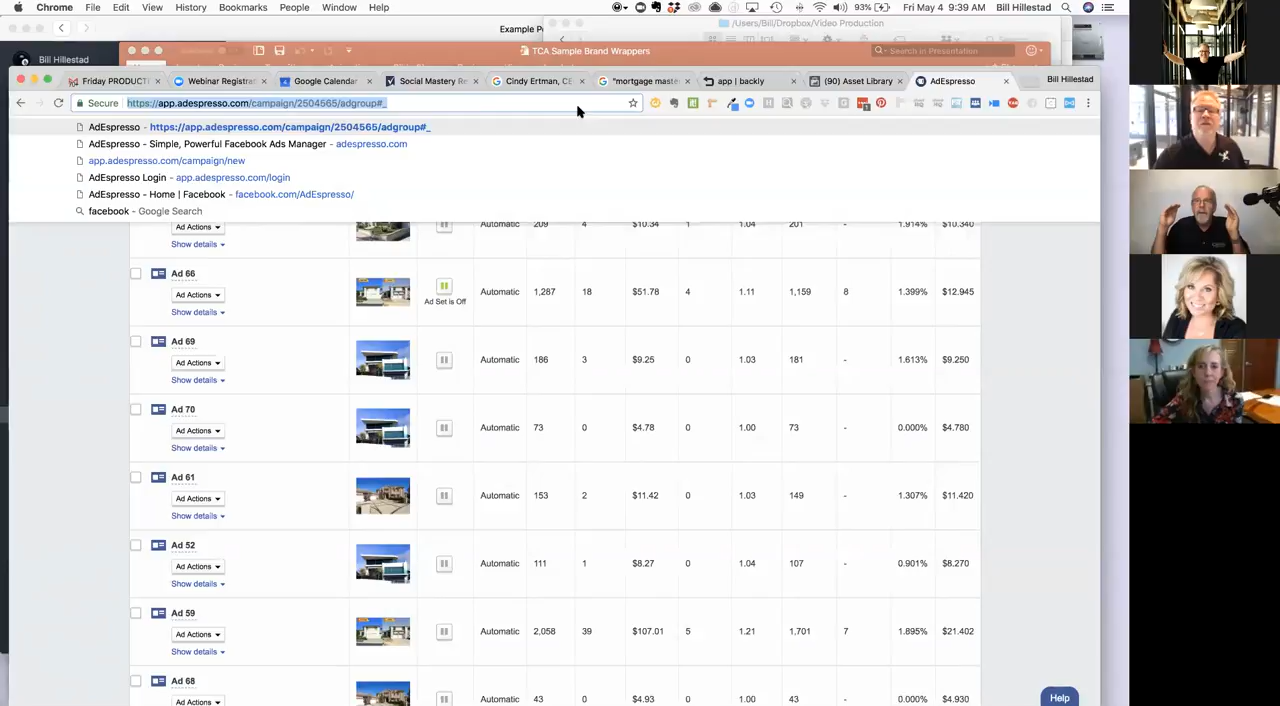 Chrome File Edit View History Bookmarks People Window Help 93% Fri May 4 9:39 AM Bill Hillestad
/Users/Bill/Dropbox/Video Production
Example P
Bill Hillestad
TCA Sample Brand Wrappers
Search in Presentation
Friday PRODUCTI Webinar Registra Google Calendar Social Mastery Re Cindy Ertman, CE "mortgage maste app | backly (90) Asset Library AdEspresso Bill Hillestad
Secure https://app.adespresso.com/campaign/2504565/adgroup#_
AdEspresso - https://app.adespresso.com/campaign/2504565/adgroup#_
AdEspresso - Simple, Powerful Facebook Ads Manager - adespresso.com
app.adespresso.com/campaign/new
AdEspresso Login - app.adespresso.com/login
AdEspresso - Home | Facebook - facebook.com/AdEspresso/
facebook - Google Search
Ad Actions Automatic 209 4 $10.34 1 1.04 201 - 1.914% $10.340
Show details
Ad 66
Ad Actions Automatic 1,287 18 $51.78 4 1.11 1,159 8 1.399% $12.945
Ad Set is Off
Show details
Ad 69
Ad Actions Automatic 186 3 $9.25 0 1.03 181 - 1.613% $9.250
Show details
Ad 70
Ad Actions Automatic 73 0 $4.78 0 1.00 73 - 0.000% $4.780
Show details
Ad 61
Ad Actions Automatic 153 2 $11.42 0 1.03 149 - 1.307% $11.420
Show details
Ad 52
Ad Actions Automatic 111 1 $8.27 0 1.04 107 - 0.901% $8.270
Show details
Ad 59
Ad Actions Automatic 2,058 39 $107.01 5 1.21 1,701 7 1.895% $21.402
Show details
Ad 68
Ad Actions Automatic 43 0 $4.93 0 1.00 43 - 0.000% $4.930
Help